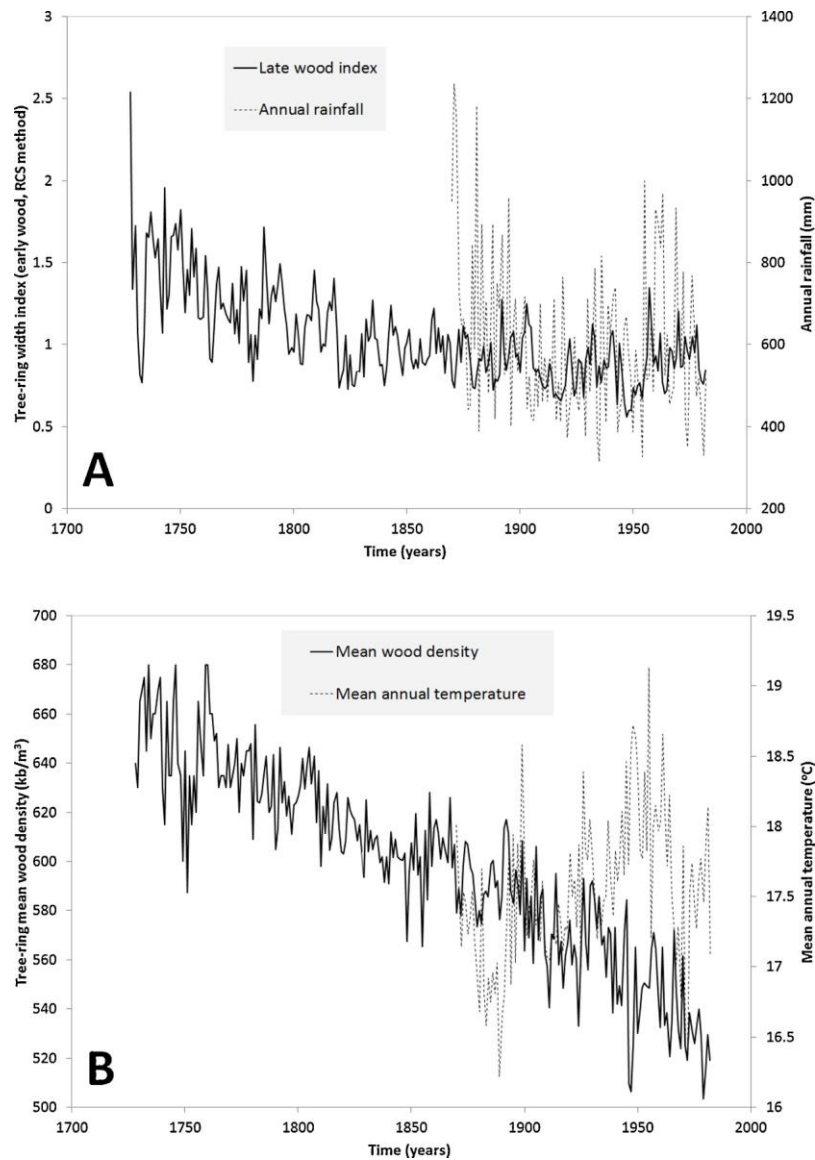 3
2.5
2
1.5
1
0.5
0
Tree-ring width index (early wood, RCS method)
Late wood index
Annual rainfall
1400
1200
1000
800
600
400
200
Annual rainfall (mm)
A
1700 1750 1800 1850 1900 1950 2000
Time (years)
700
680
660
640
620
600
580
560
540
520
500
Tree-ring mean wood density (kb/m³)
Mean wood density
Mean annual temperature
19.5
19
18.5
18
17.5
17
16.5
16
Mean annual temperature (°C)
B
1700 1750 1800 1850 1900 1950 2000
Time (years)